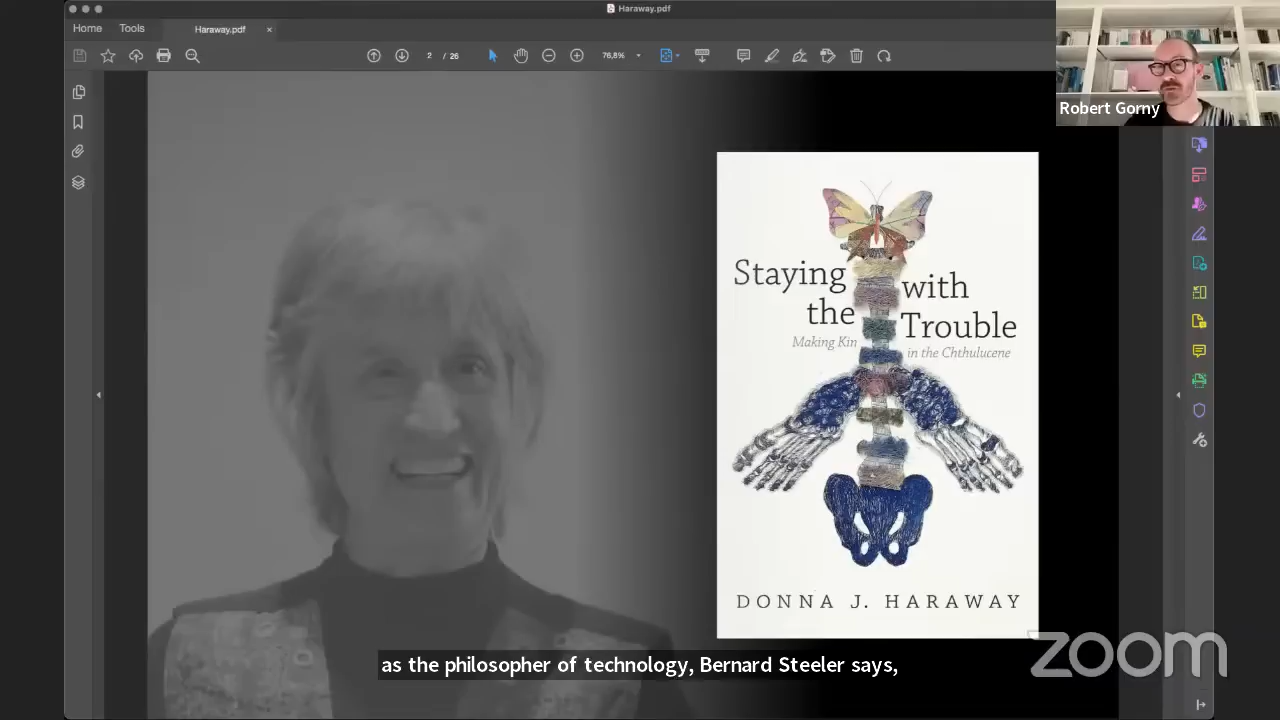 Haraway.pdf
Home Tools Haraway.pdf ×
2 / 26 76,8%
Robert Gorny
Staying with
the Trouble
Making Kin in the Chthulucene
DONNA J. HARAWAY
as the philosopher of technology, Bernard Steeler says,
zoom